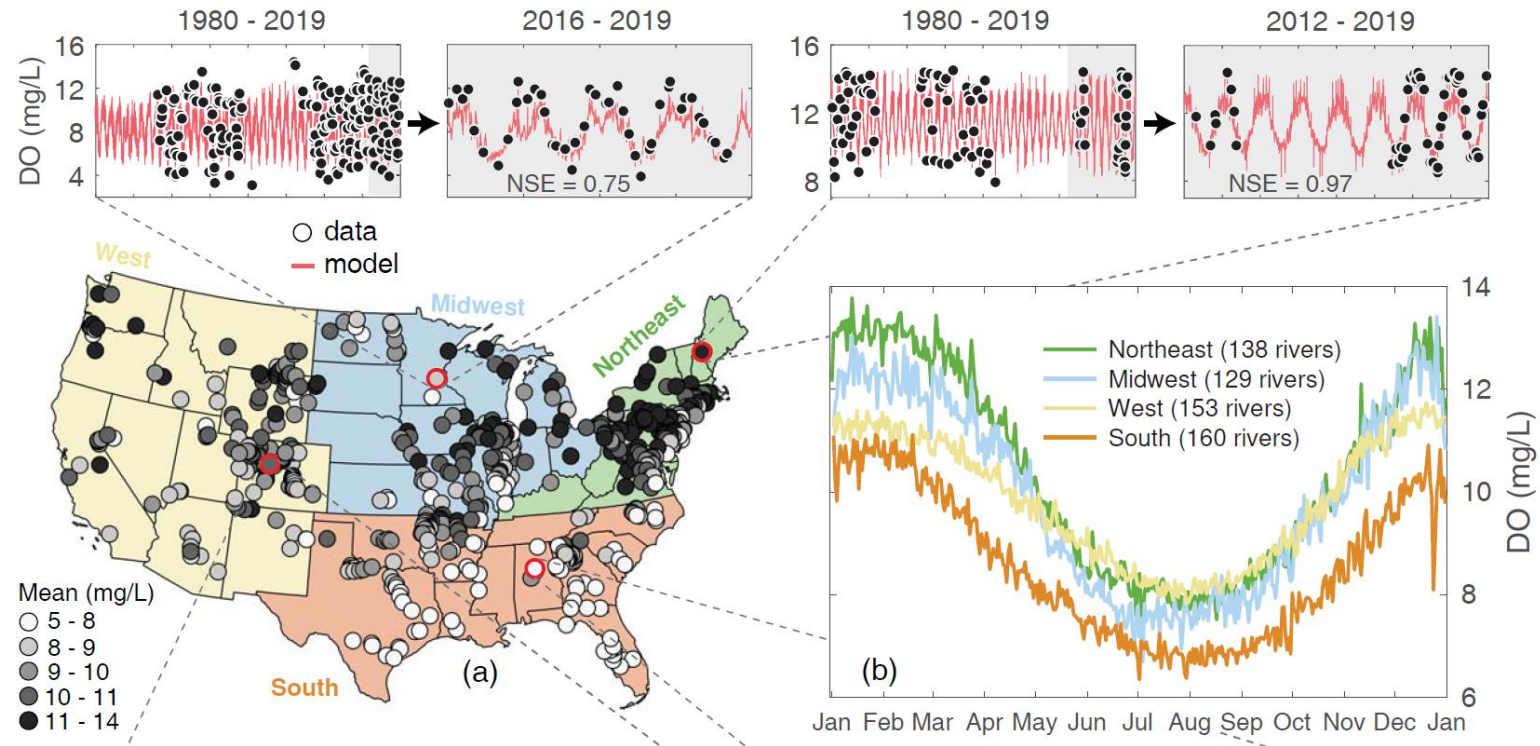 1980 - 2019
2016 - 2019
1980 - 2019
2012 - 2019
DO (mg/L)
16
12
8
4
NSE = 0.75
16
12
8
NSE = 0.97
data
model
West
Midwest
Northeast
South
(a)
Mean (mg/L)
5 - 8
8 - 9
9 - 10
10 - 11
11 - 14
Northeast (138 rivers)
Midwest (129 rivers)
West (153 rivers)
South (160 rivers)
(b)
14
12
10
8
6
DO (mg/L)
Jan Feb Mar Apr May Jun Jul Aug Sep Oct Nov Dec Jan